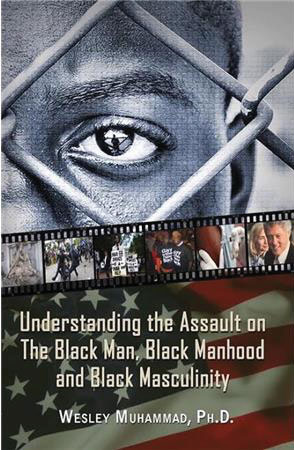 Understanding the Assault on
The Black Man, Black Manhood
and Black Masculinity
Wesley Muhammad, Ph.D.